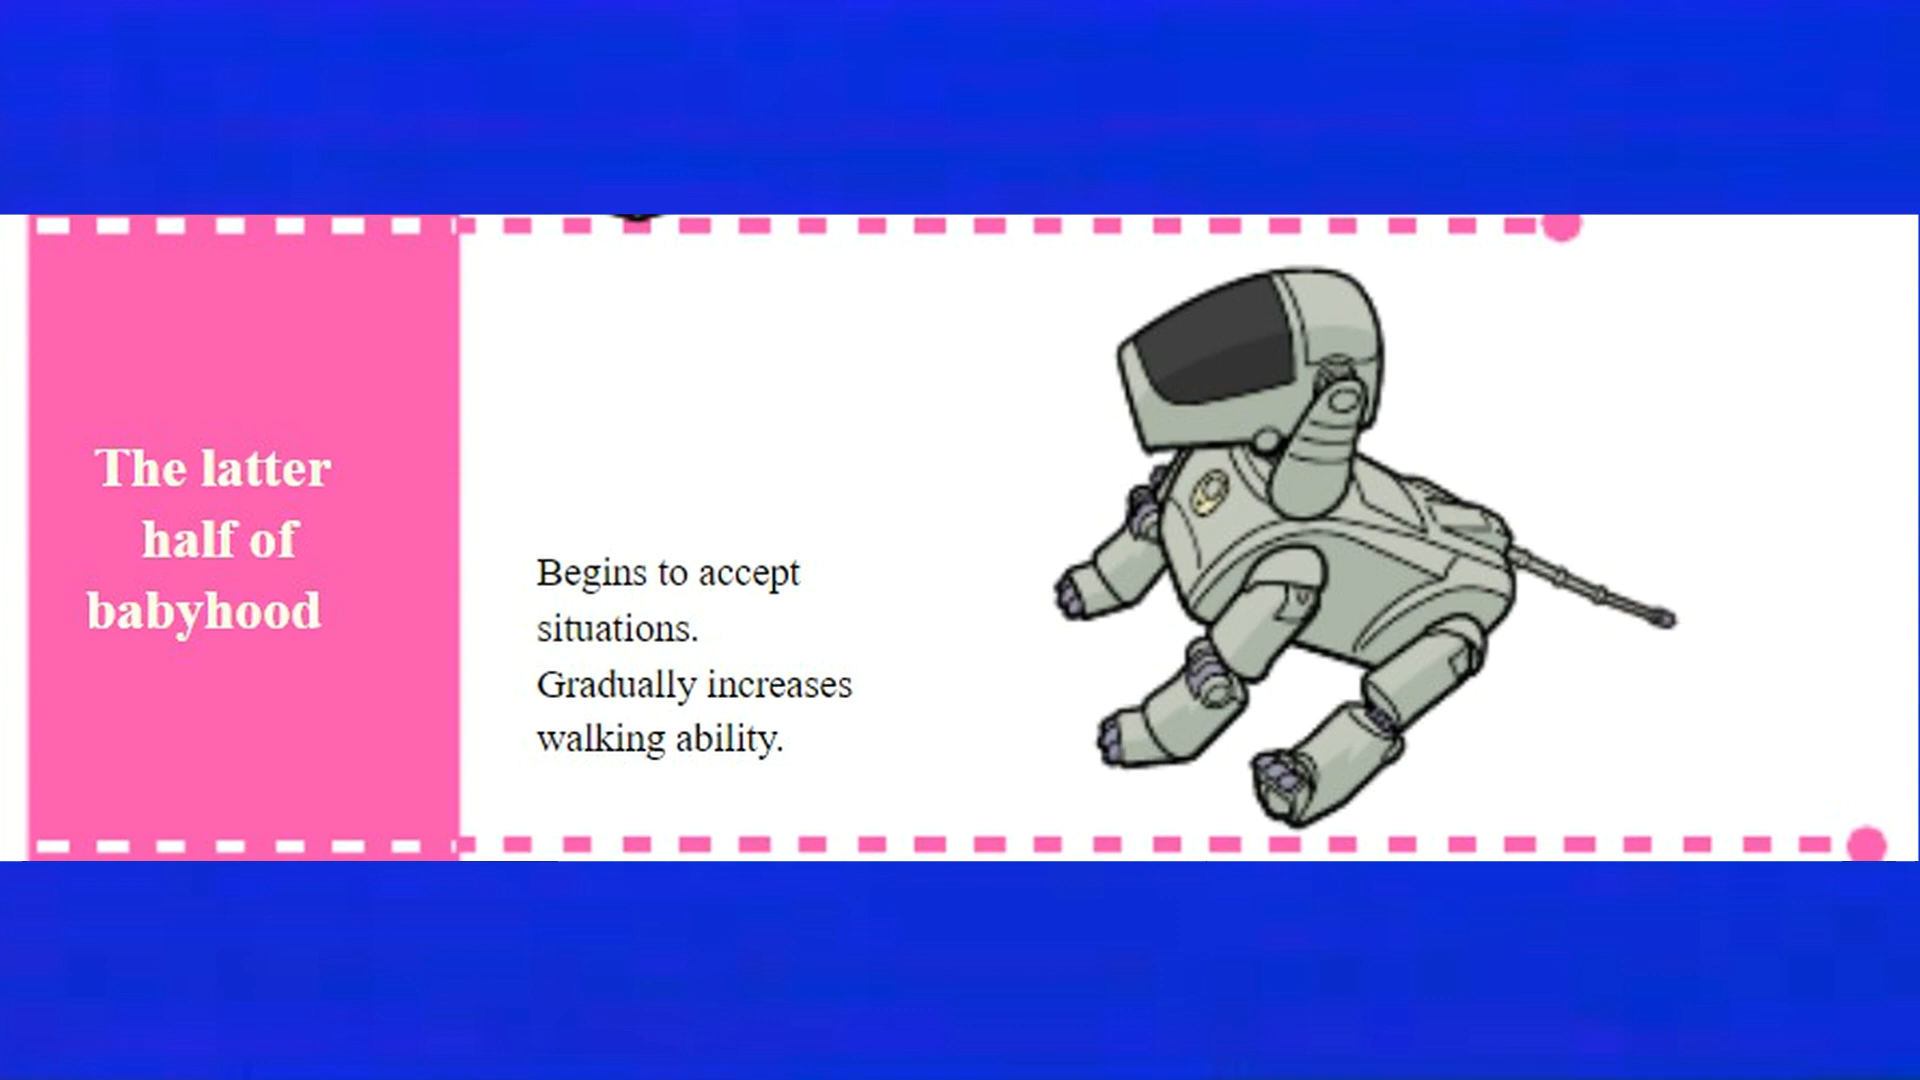 The latter
half of
babyhood
Begins to accept
situations.
Gradually increases
walking ability.